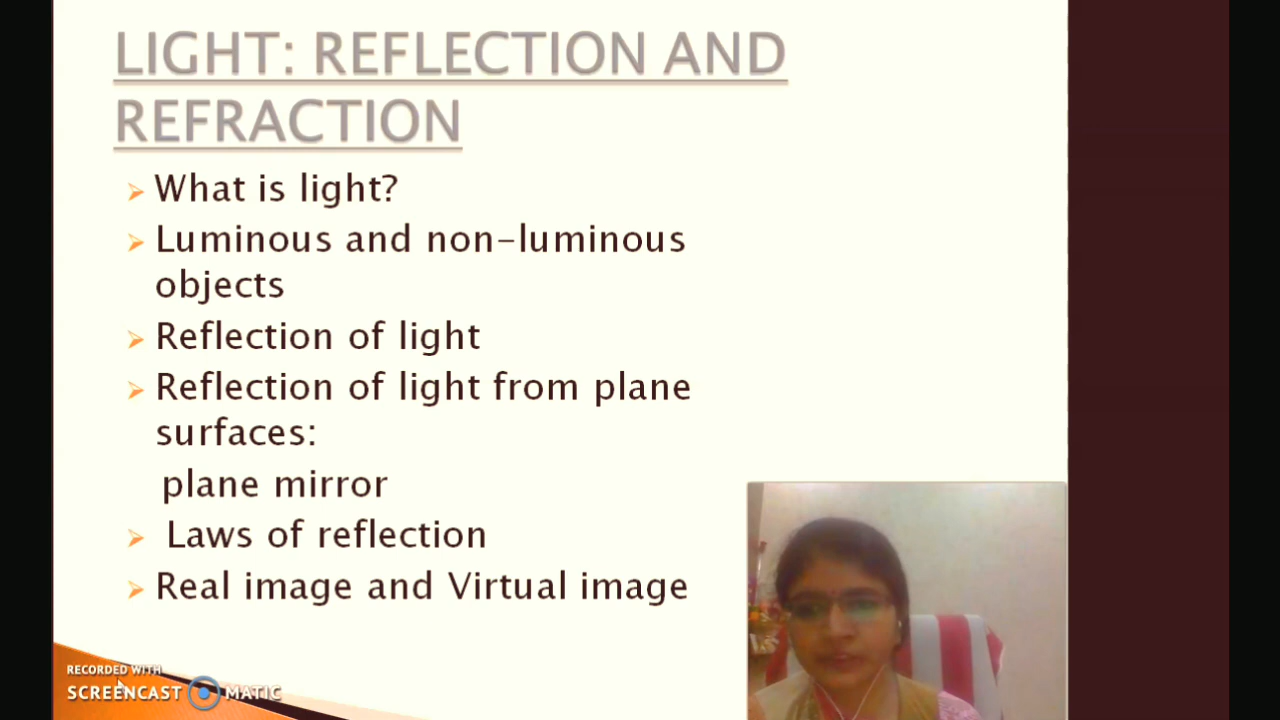 LIGHT: REFLECTION AND
REFRACTION
What is light?
Luminous and non-luminous
objects
Reflection of light
Reflection of light from plane
surfaces:
plane mirror
Laws of reflection
Real image and Virtual image
RECORDED WITH
SCREENCAST MATIC